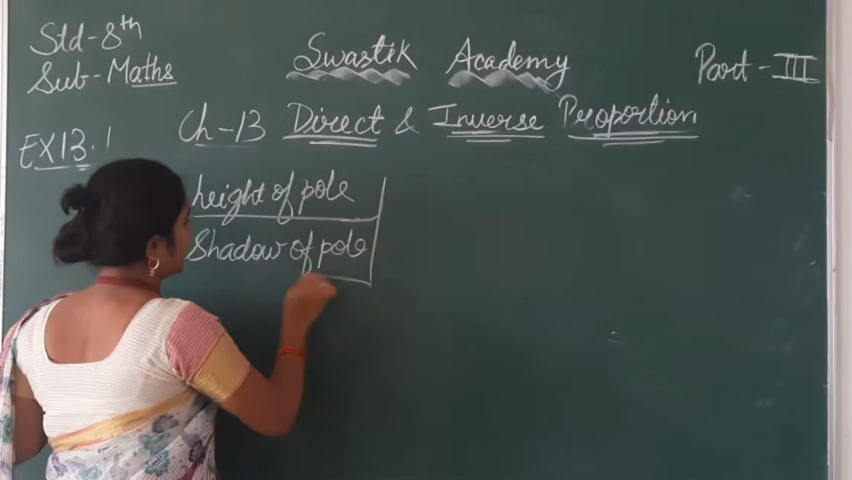 Std-8th
Sub-Maths
Swastik Academy
Part-III
Ch-13 Direct & Inverse Proportion
EX13.1
height of pole
Shadow of pole